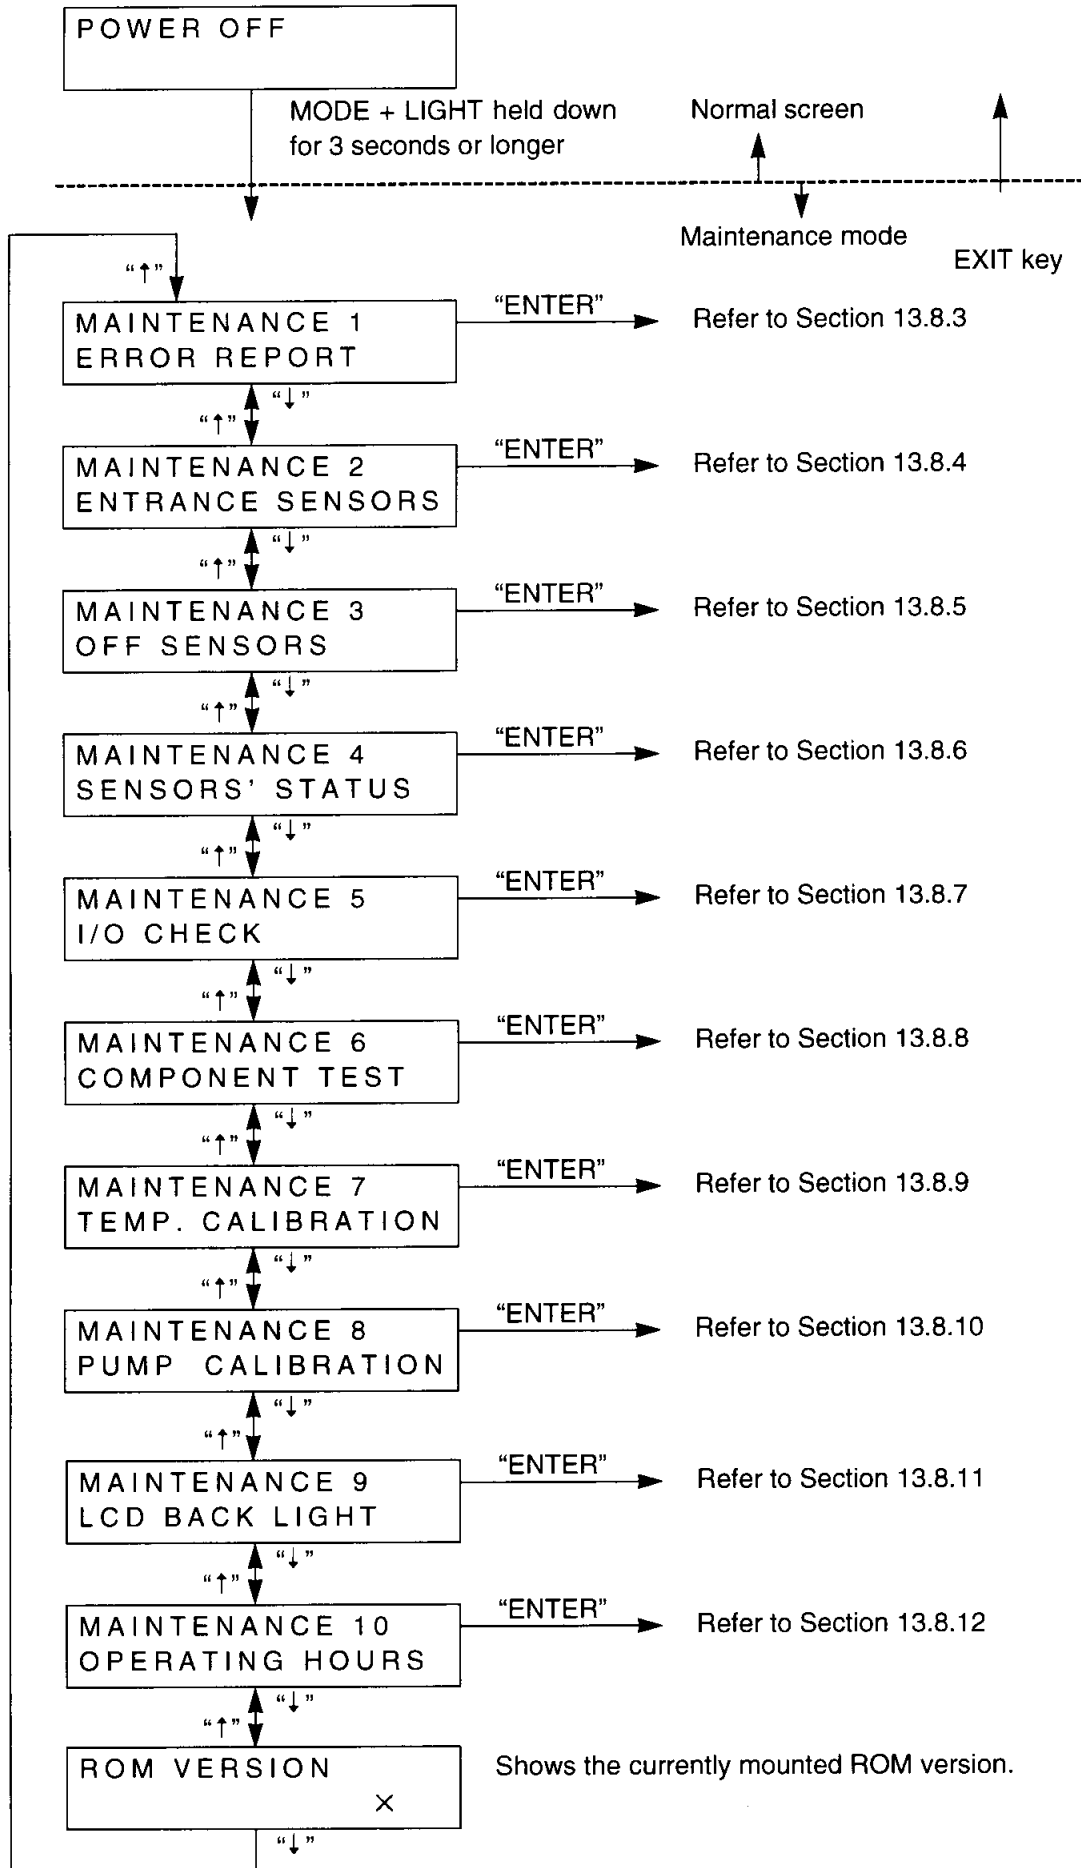 POWER OFF
MODE + LIGHT held down
for 3 seconds or longer
Normal screen
Maintenance mode
EXIT key
“↑”
MAINTENANCE 1
ERROR REPORT
“ENTER”
Refer to Section 13.8.3
“↓”
“↑”
MAINTENANCE 2
ENTRANCE SENSORS
“ENTER”
Refer to Section 13.8.4
“↓”
“↑”
MAINTENANCE 3
OFF SENSORS
“ENTER”
Refer to Section 13.8.5
“↓”
“↑”
MAINTENANCE 4
SENSORS' STATUS
“ENTER”
Refer to Section 13.8.6
“↓”
“↑”
MAINTENANCE 5
I/O CHECK
“ENTER”
Refer to Section 13.8.7
“↓”
“↑”
MAINTENANCE 6
COMPONENT TEST
“ENTER”
Refer to Section 13.8.8
“↓”
“↑”
MAINTENANCE 7
TEMP. CALIBRATION
“ENTER”
Refer to Section 13.8.9
“↓”
“↑”
MAINTENANCE 8
PUMP CALIBRATION
“ENTER”
Refer to Section 13.8.10
“↓”
“↑”
MAINTENANCE 9
LCD BACK LIGHT
“ENTER”
Refer to Section 13.8.11
“↓”
“↑”
MAINTENANCE 10
OPERATING HOURS
“ENTER”
Refer to Section 13.8.12
“↓”
“↑”
ROM VERSION
×
Shows the currently mounted ROM version.
“↓”